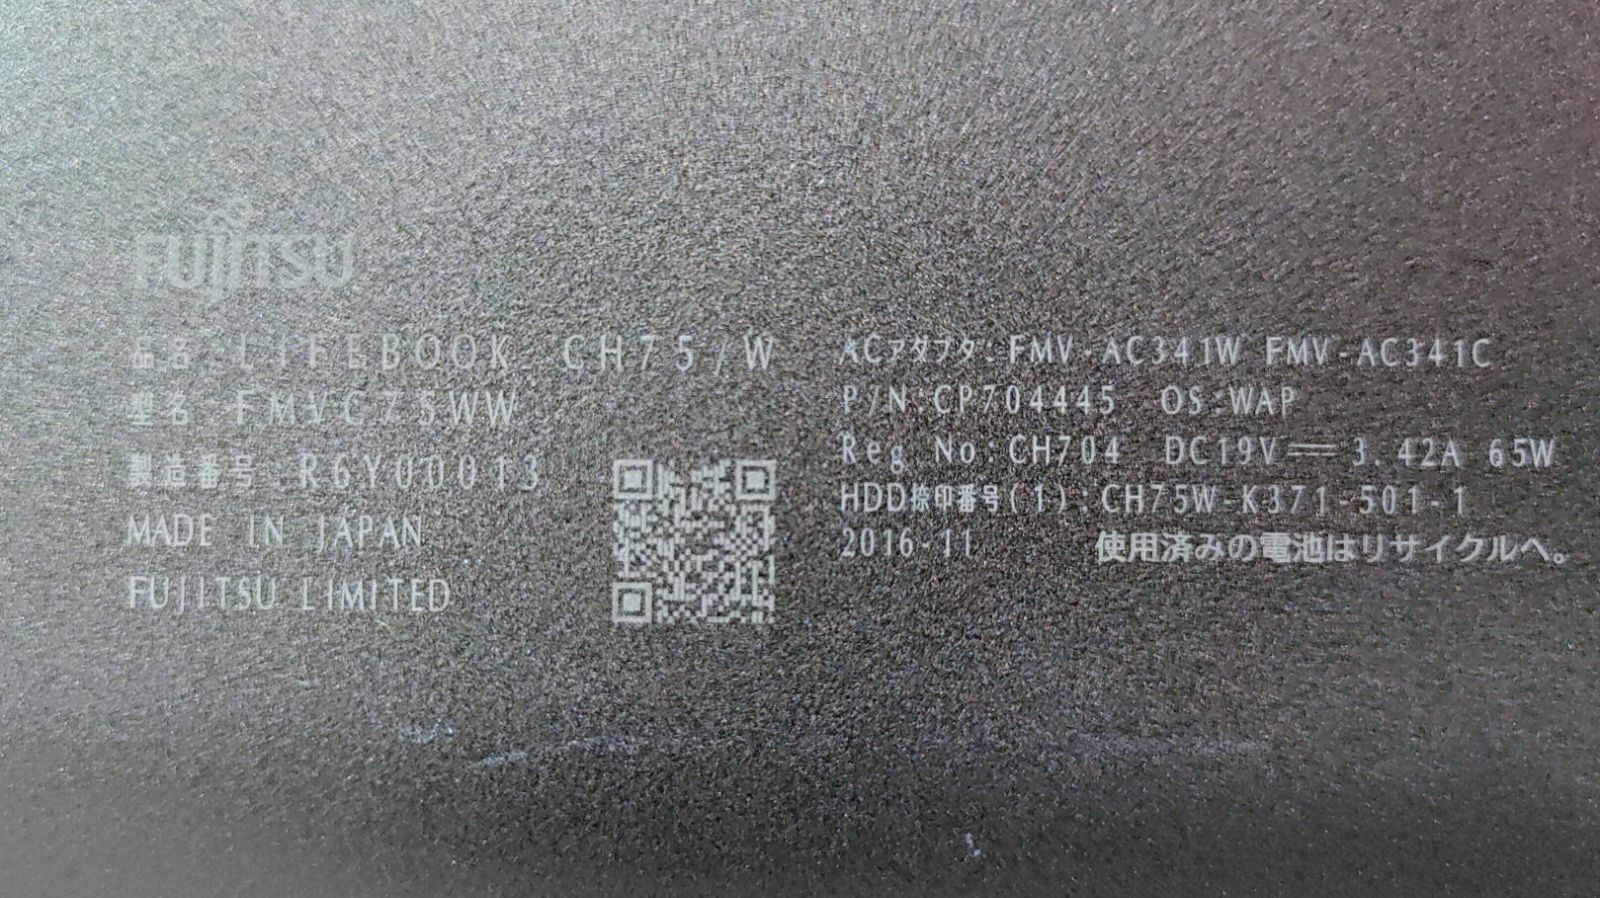 FUJITSU
品名:LIFEBOOK CH75/W
型名:FMVC75WW
製造番号:R6Y00013
MADE IN JAPAN
FUJITSU LIMITED
ACアダプタ:FMV-AC341W FMV-AC341C
P/N:CP704445 OS:WAP
Reg No:CH704 DC19V⎓3.42A 65W
HDD捺印番号(1):CH75W-K371-501-1
2016-11 使用済みの電池はリサイクルへ。